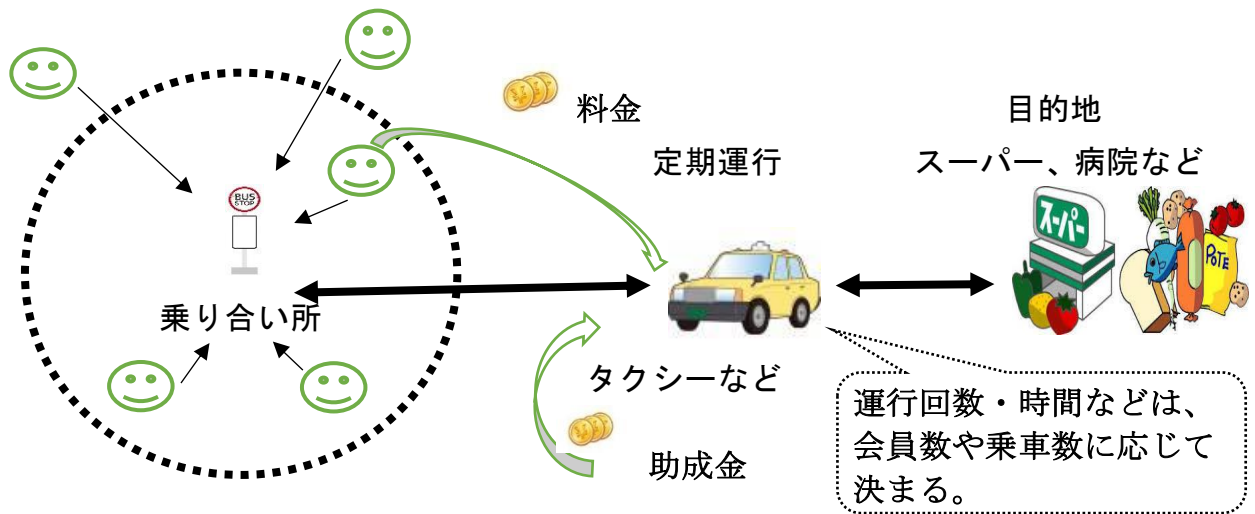 料金
定期運行
目的地
スーパー、病院など
BUS
STOP
スーパー
POTE
乗り合い所
タクシーなど
助成金
運行回数・時間などは、
会員数や乗車数に応じて
決まる。